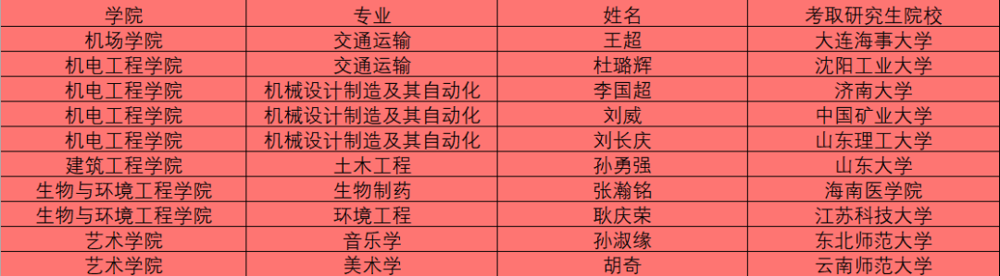 学院 专业 姓名 考取研究生院校
机场学院 交通运输 王超 大连海事大学
机电工程学院 交通运输 杜璐辉 沈阳工业大学
机电工程学院 机械设计制造及其自动化 李国超 济南大学
机电工程学院 机械设计制造及其自动化 刘威 中国矿业大学
机电工程学院 机械设计制造及其自动化 刘长庆 山东理工大学
建筑工程学院 土木工程 孙勇强 山东大学
生物与环境工程学院 生物制药 张瀚铭 海南医学院
生物与环境工程学院 环境工程 耿庆荣 江苏科技大学
艺术学院 音乐学 孙淑缘 东北师范大学
艺术学院 美术学 胡奇 云南师范大学